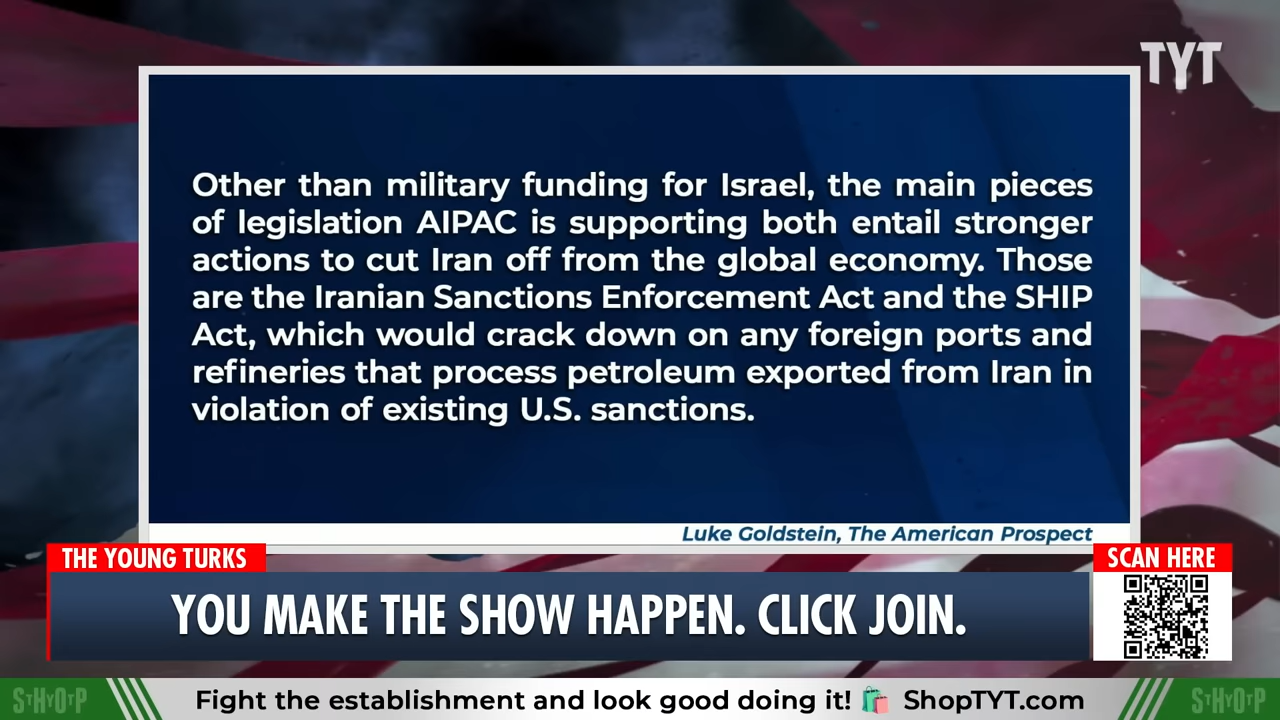 TYT
Other than military funding for Israel, the main pieces
of legislation AIPAC is supporting both entail stronger
actions to cut Iran off from the global economy. Those
are the Iranian Sanctions Enforcement Act and the SHIP
Act, which would crack down on any foreign ports and
refineries that process petroleum exported from Iran in
violation of existing U.S. sanctions.
Luke Goldstein, The American Prospect
THE YOUNG TURKS
SCAN HERE
YOU MAKE THE SHOW HAPPEN. CLICK JOIN.
Fight the establishment and look good doing it! 🛍️ ShopTYT.com